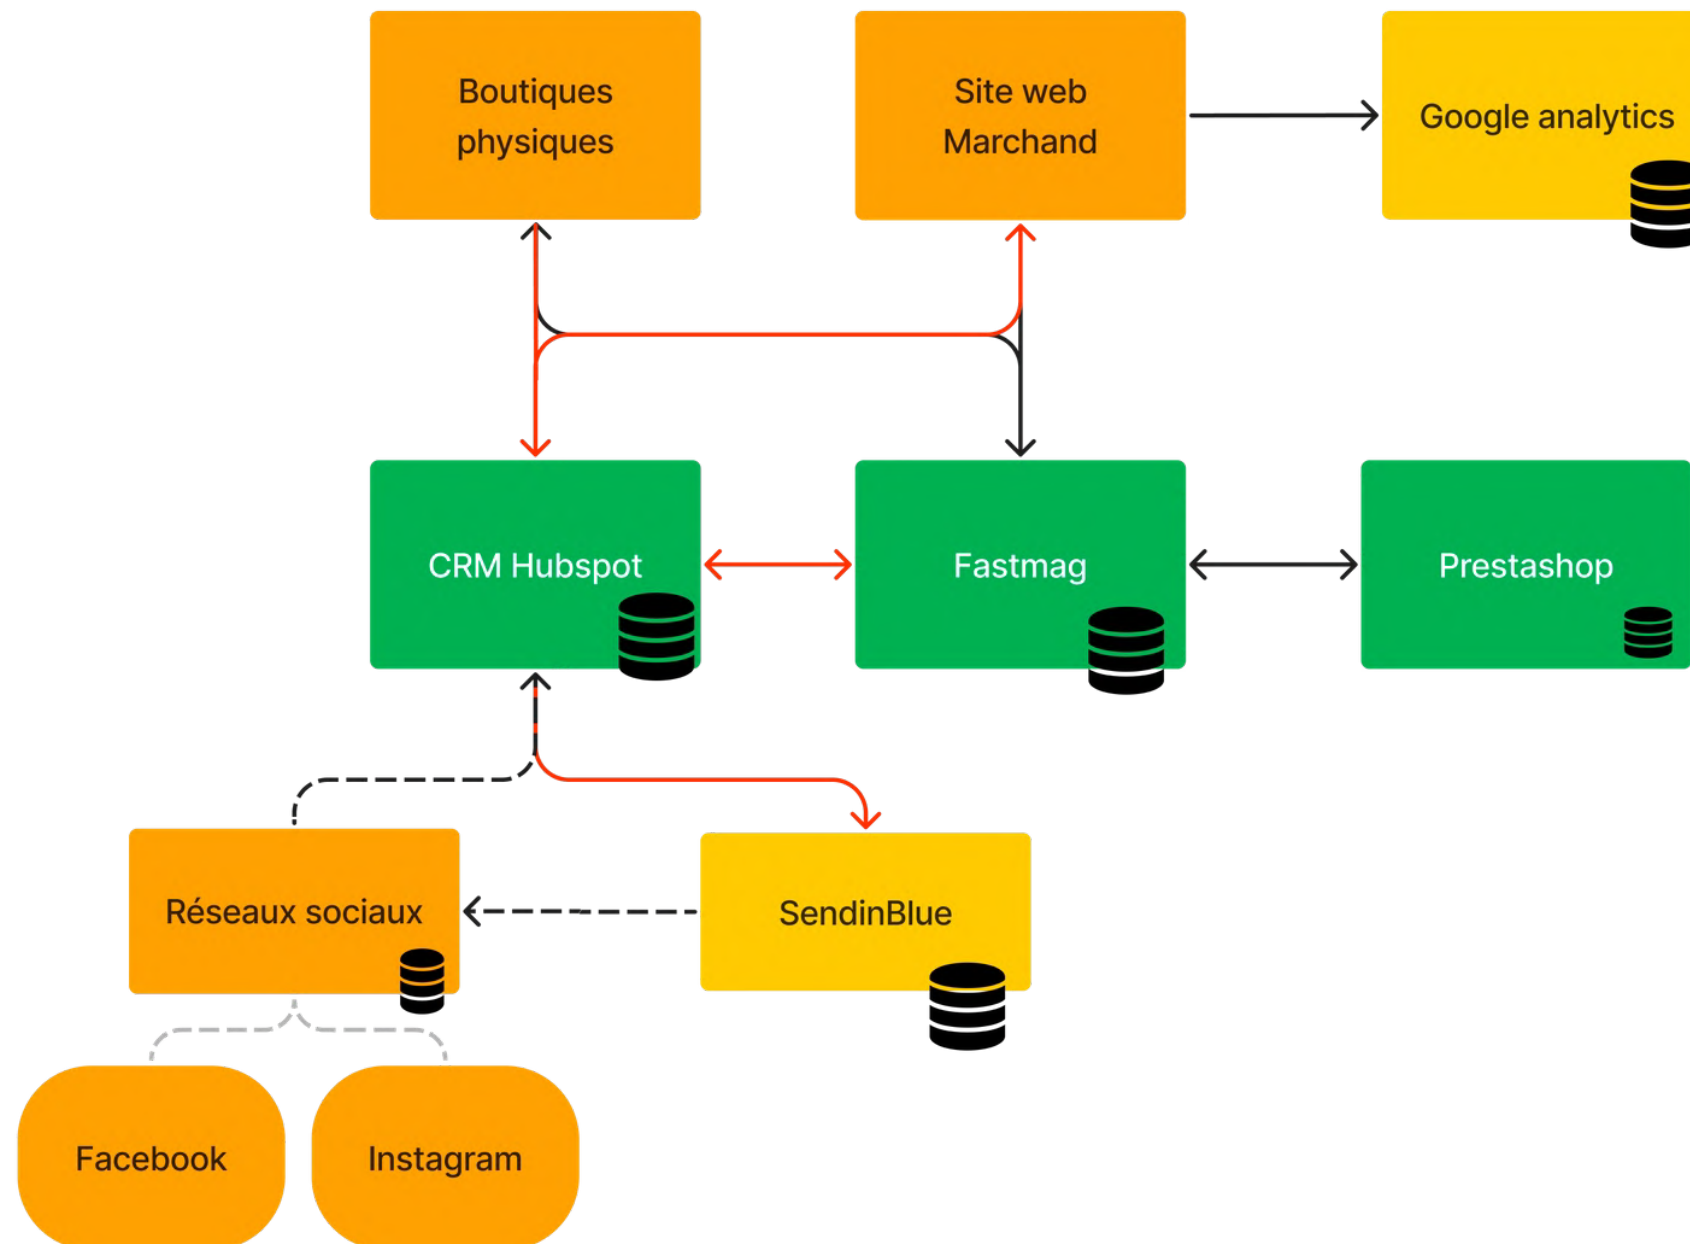 Boutiques
physiques
Site web
Marchand
Google analytics
CRM Hubspot
Fastmag
Prestashop
Réseaux sociaux
SendinBlue
Facebook
Instagram